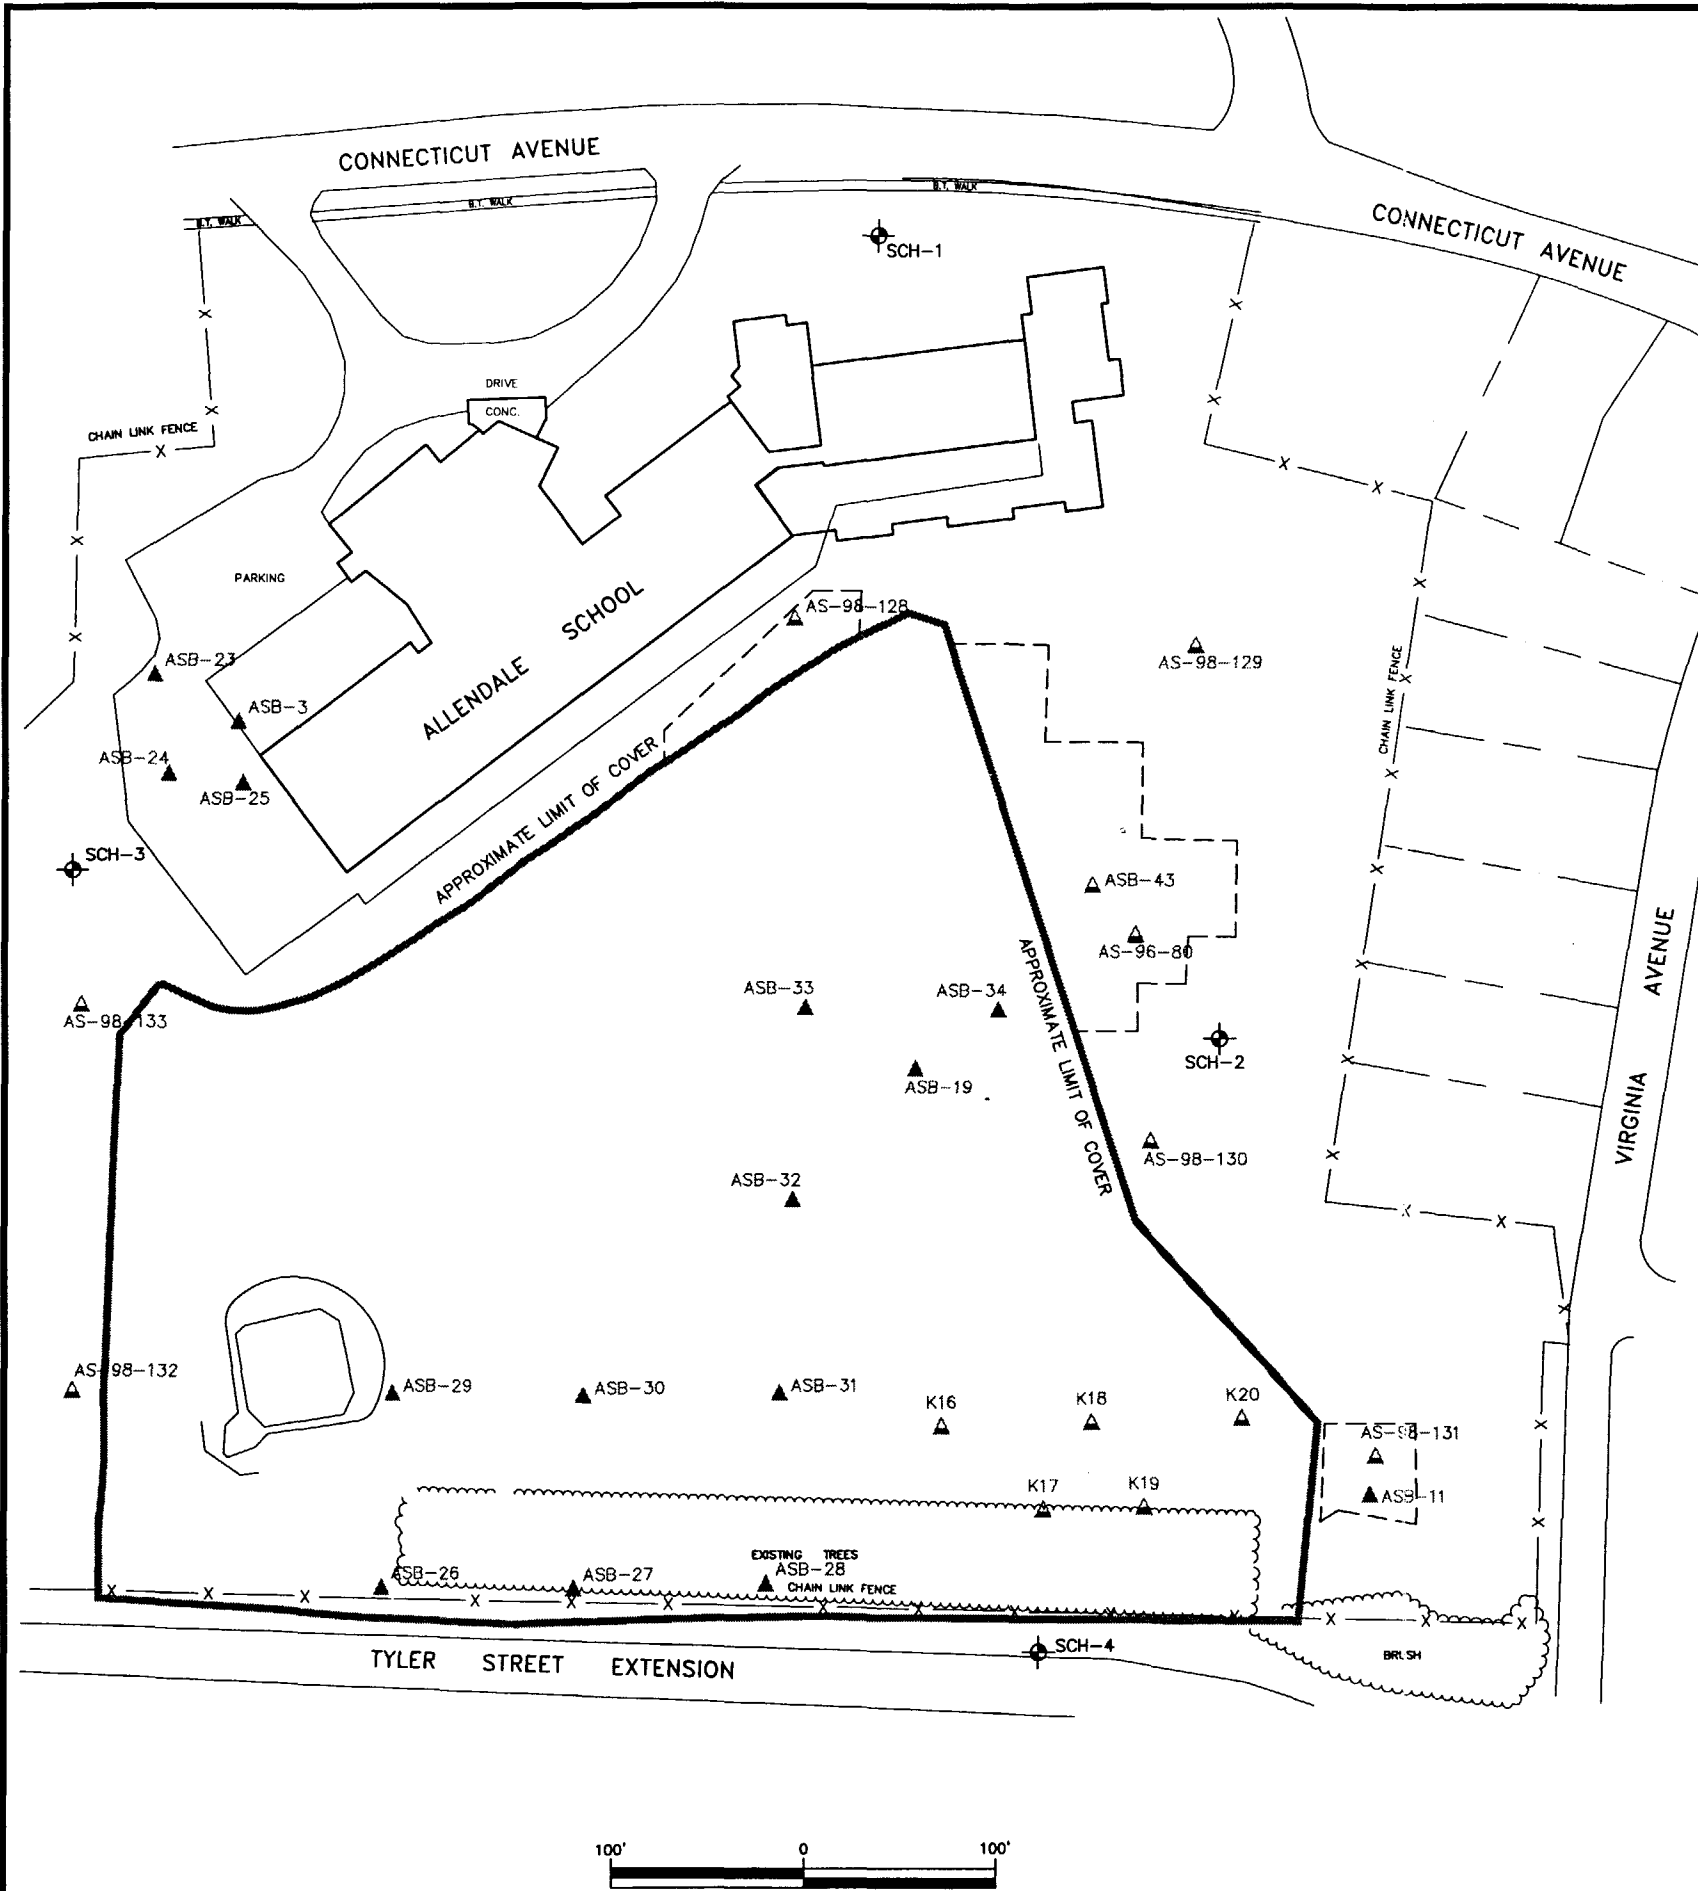 CONNECTICUT AVENUE
B.T. WALK
B.T. WALK
B.T. WALK
CONNECTICUT AVENUE
SCH-1
DRIVE
CONC.
CHAIN LINK FENCE
PARKING
ALLENDALE SCHOOL
AS-98-128
AS-98-129
CHAIN LINK FENCE
ASB-23
ASB-3
ASB-24
ASB-25
APPROXIMATE LIMIT OF COVER
SCH-3
ASB-43
AS-96-80
ASB-33
ASB-34
AS-98-133
APPROXIMATE LIMIT OF COVER
SCH-2
ASB-19
VIRGINIA AVENUE
AS-98-130
ASB-32
AS-98-132
ASB-29
ASB-30
ASB-31
K16
K18
K20
AS-98-131
K17
K19
ASB-11
EXISTING TREES
ASB-26
ASB-27
ASB-28
CHAIN LINK FENCE
SCH-4
TYLER STREET EXTENSION
BRUSH
100' 0 100'